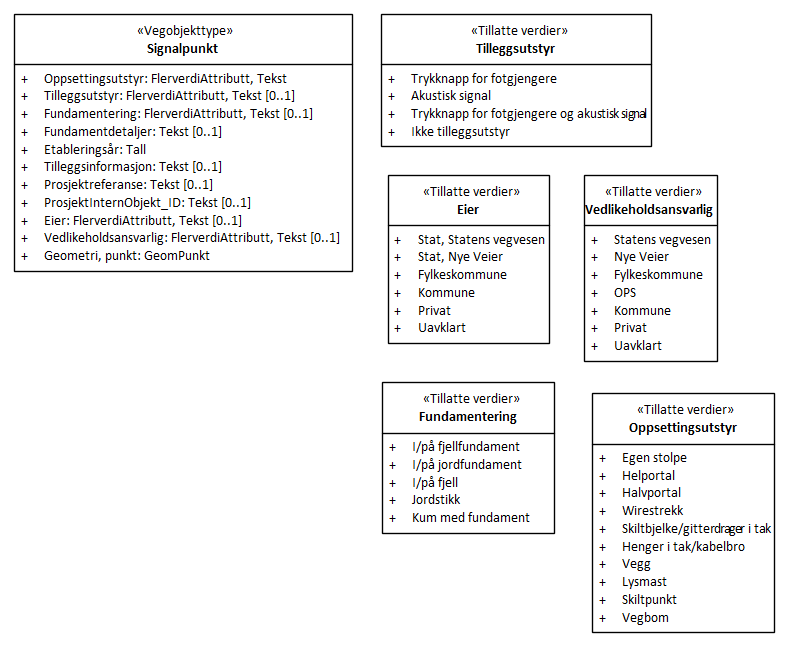 «Vegobjekttype»
Signalpunkt
+ Oppsettingsutstyr: FlerverdiAttributt, Tekst
+ Tilleggsutstyr: FlerverdiAttributt, Tekst [0..1]
+ Fundamentering: FlerverdiAttributt, Tekst [0..1]
+ Fundamentdetaljer: Tekst [0..1]
+ Etableringsår: Tall
+ Tilleggsinformasjon: Tekst [0..1]
+ Prosjektreferanse: Tekst [0..1]
+ ProsjektInternObjekt_ID: Tekst [0..1]
+ Eier: FlerverdiAttributt, Tekst [0..1]
+ Vedlikeholdsansvarlig: FlerverdiAttributt, Tekst [0..1]
+ Geometri, punkt: GeomPunkt
«Tillatte verdier»
Tilleggsutstyr
+ Trykknapp for fotgjengere
+ Akustisk signal
+ Trykknapp for fotgjengere og akustisk signal
+ Ikke tilleggsutstyr
«Tillatte verdier»
Eier
+ Stat, Statens vegvesen
+ Stat, Nye Veier
+ Fylkeskommune
+ Kommune
+ Privat
+ Uavklart
«Tillatte verdier»
Vedlikeholdsansvarlig
+ Statens vegvesen
+ Nye Veier
+ Fylkeskommune
+ OPS
+ Kommune
+ Privat
+ Uavklart
«Tillatte verdier»
Fundamentering
+ I/på fjellfundament
+ I/på jordfundament
+ I/på fjell
+ Jordstikk
+ Kum med fundament
«Tillatte verdier»
Oppsettingsutstyr
+ Egen stolpe
+ Helportal
+ Halvportal
+ Wirestrekk
+ Skiltbjelke/gitterdrager i tak
+ Henger i tak/kabelbro
+ Vegg
+ Lysmast
+ Skiltpunkt
+ Vegbom